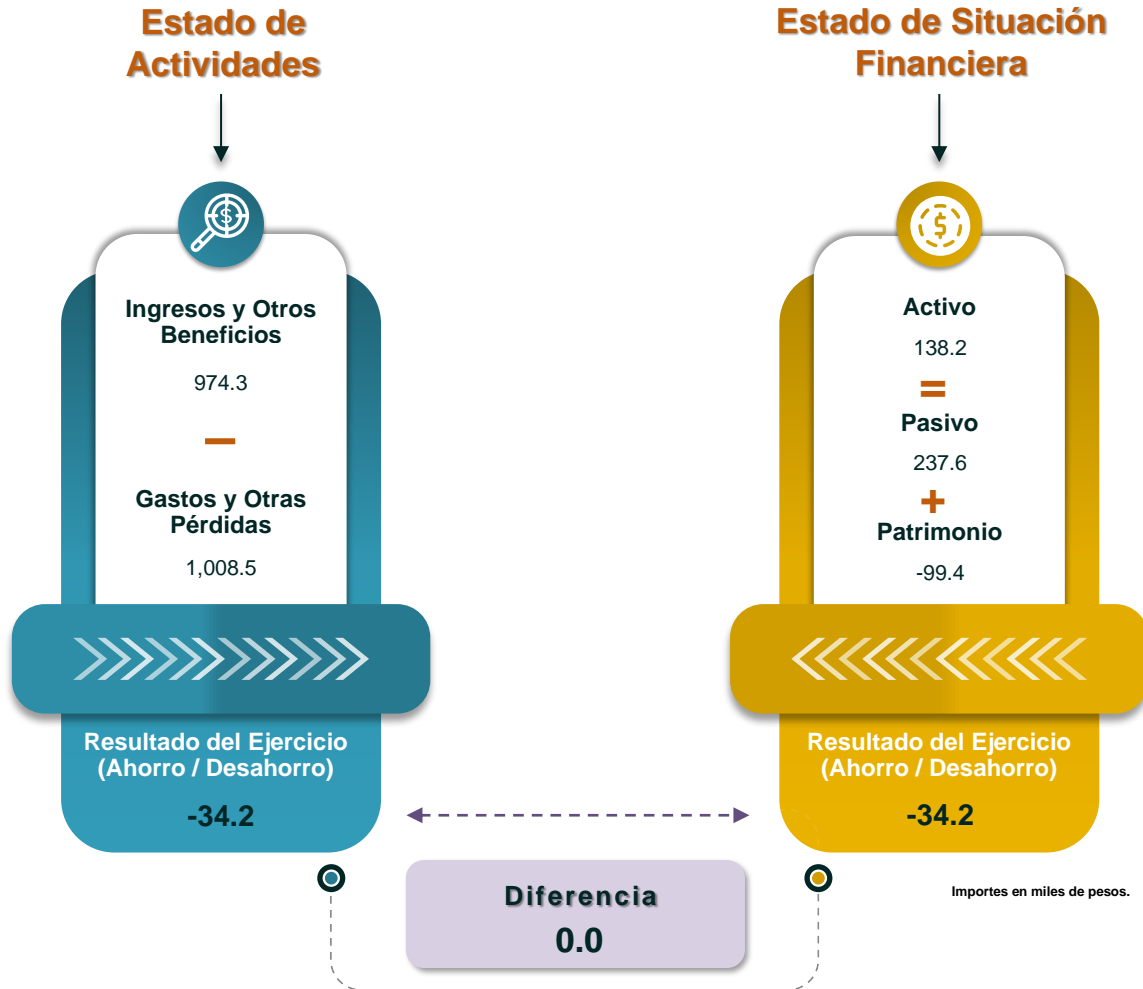 Estado de
Actividades
Ingresos y Otros
Beneficios
974.3
–
Gastos y Otras
Pérdidas
1,008.5
Resultado del Ejercicio
(Ahorro / Desahorro)
-34.2
Estado de Situación
Financiera
$
Activo
138.2
=
Pasivo
237.6
+
Patrimonio
-99.4
Resultado del Ejercicio
(Ahorro / Desahorro)
-34.2
Diferencia
0.0
Importes en miles de pesos.